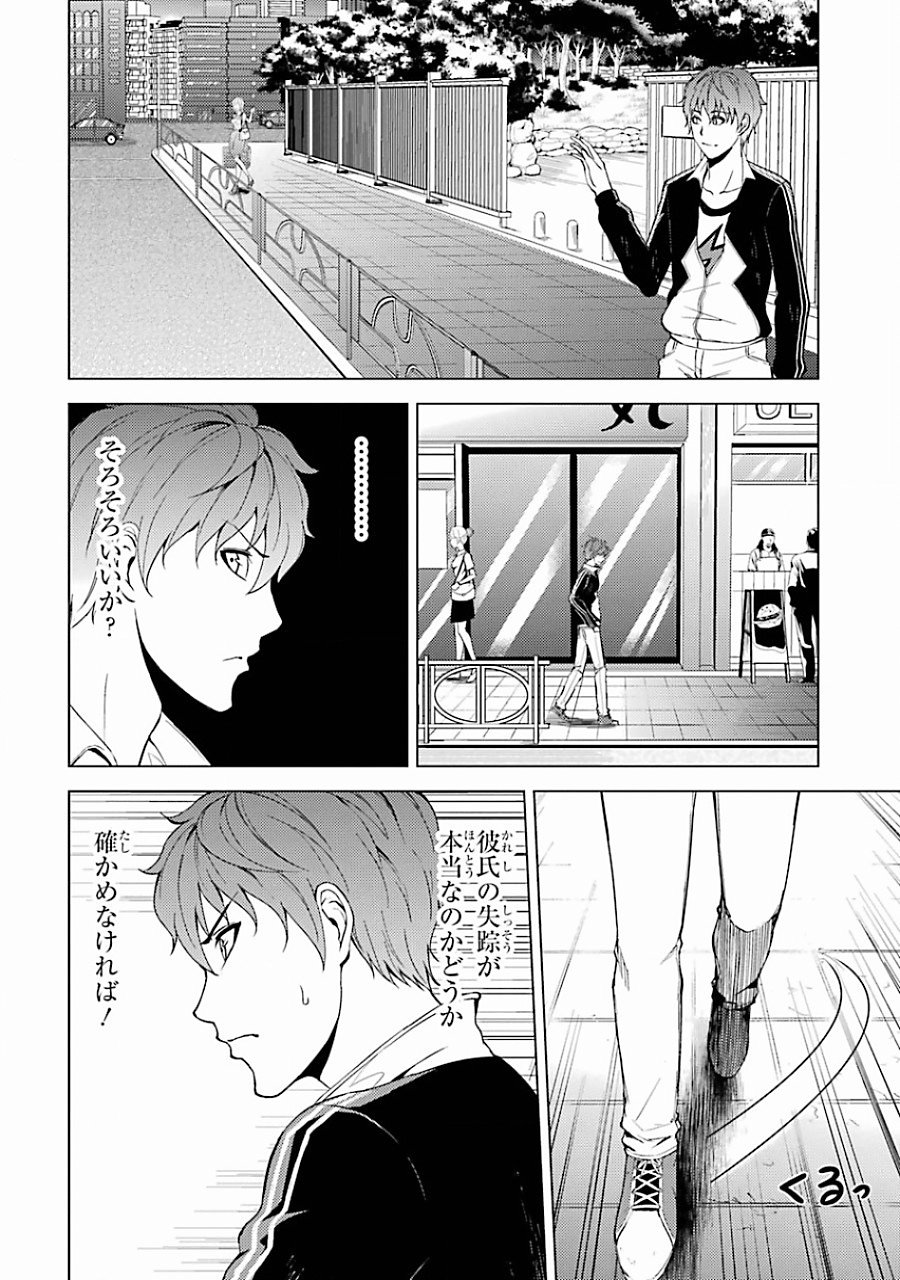 …………
そろそろいいか?
くるっ
彼氏の失踪が
本当なのかどうか
確かめなければ!